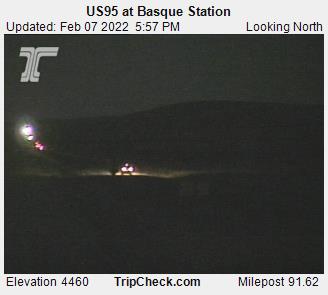 US95 at Basque Station
Updated: Feb 07 2022 5:57 PM Looking North
Elevation 4460 TripCheck.com Milepost 91.62